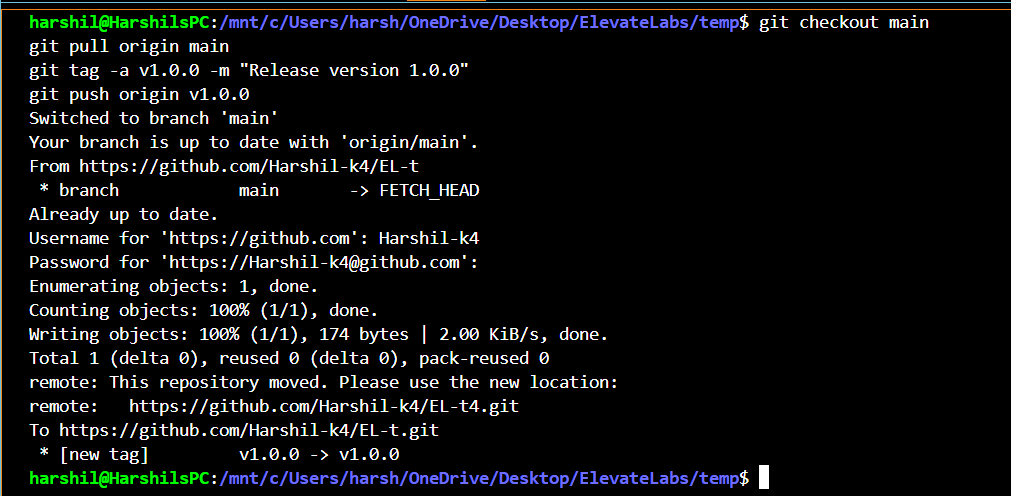 harshil@HarshilsPC:/mnt/c/Users/harsh/OneDrive/Desktop/ElevateLabs/temp$ git checkout main
git pull origin main
git tag -a v1.0.0 -m "Release version 1.0.0"
git push origin v1.0.0
Switched to branch 'main'
Your branch is up to date with 'origin/main'.
From https://github.com/Harshil-k4/EL-t
 * branch            main       -> FETCH_HEAD
Already up to date.
Username for 'https://github.com': Harshil-k4
Password for 'https://Harshil-k4@github.com':
Enumerating objects: 1, done.
Counting objects: 100% (1/1), done.
Writing objects: 100% (1/1), 174 bytes | 2.00 KiB/s, done.
Total 1 (delta 0), reused 0 (delta 0), pack-reused 0
remote: This repository moved. Please use the new location:
remote:   https://github.com/Harshil-k4/EL-t4.git
To https://github.com/Harshil-k4/EL-t.git
 * [new tag]         v1.0.0 -> v1.0.0
harshil@HarshilsPC:/mnt/c/Users/harsh/OneDrive/Desktop/ElevateLabs/temp$